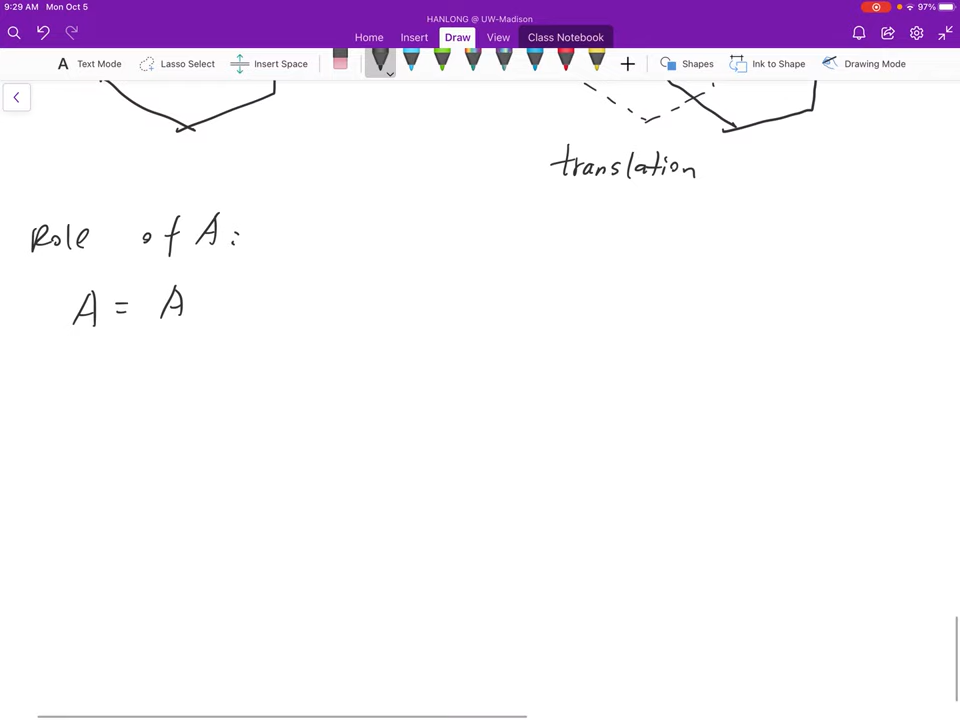 9:29 AM Mon Oct 5 97%
HANLONG @ UW-Madison
Home Insert Draw View Class Notebook
Text Mode Lasso Select Insert Space Shapes Ink to Shape Drawing Mode
translation
Role of A:
A = A